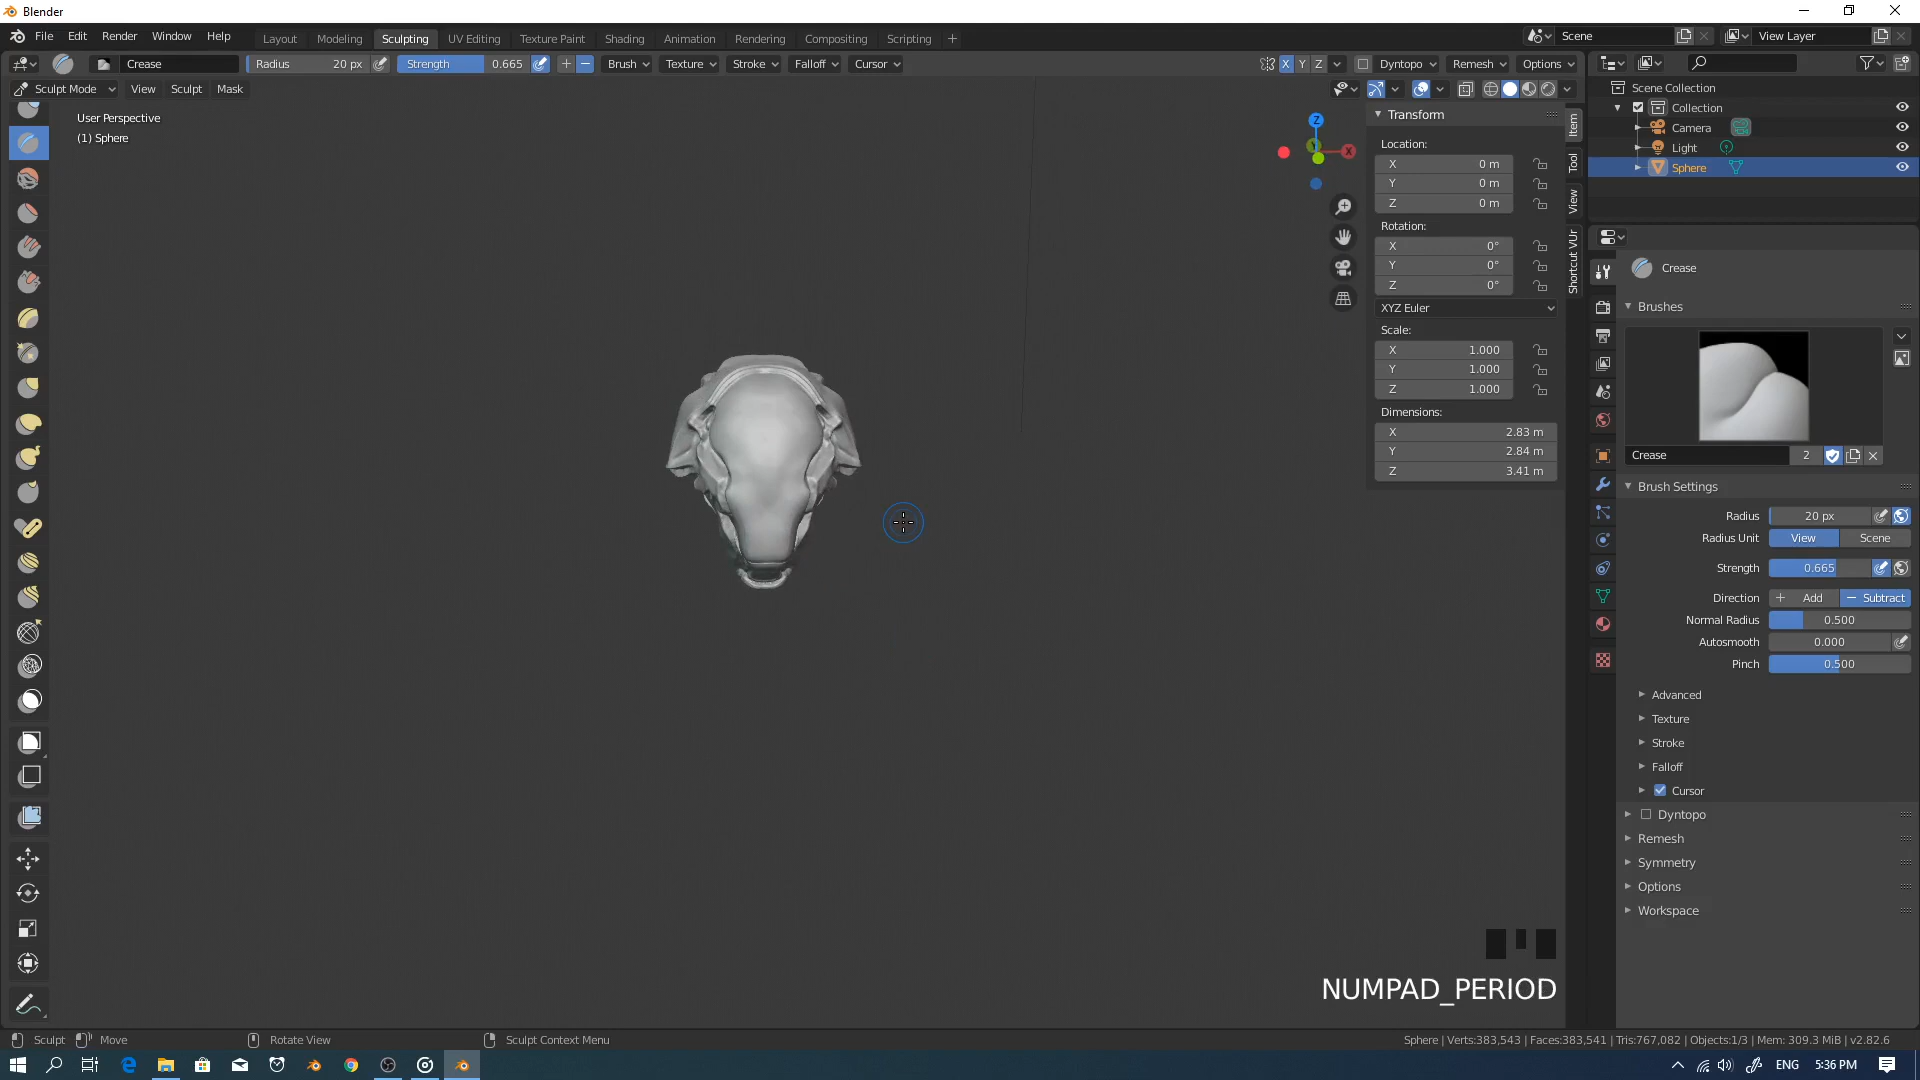 Blender
File Edit Render Window Help Layout Modeling Sculpting UV Editing Texture Paint Shading Animation Rendering Compositing Scripting + Scene View Layer
Crease Radius 20 px Strength 0.665 + − Brush Texture Stroke Falloff Cursor X Y Z Dyntopo Remesh Options
Sculpt Mode View Sculpt Mask
User Perspective
(1) Sphere
Z
X
Transform
Location:
X 0 m
Y 0 m
Z 0 m
Rotation:
X 0°
Y 0°
Z 0°
XYZ Euler
Scale:
X 1.000
Y 1.000
Z 1.000
Dimensions:
X 2.83 m
Y 2.84 m
Z 3.41 m
Item
Tool
View
Shortcut VUr
Scene Collection
Collection
Camera
Light
Sphere
Crease
Brushes
Crease 2
Brush Settings
Radius 20 px
Radius Unit View Scene
Strength 0.665
Direction + Add − Subtract
Normal Radius 0.500
Autosmooth 0.000
Pinch 0.500
Advanced
Texture
Stroke
Falloff
Cursor
Dyntopo
Remesh
Symmetry
Options
Workspace
NUMPAD_PERIOD
Sculpt Move Rotate View Sculpt Context Menu Sphere | Verts:383,543 | Faces:383,541 | Tris:767,082 | Objects:1/3 | Mem: 309.3 MiB | v2.82.6
ENG 5:36 PM